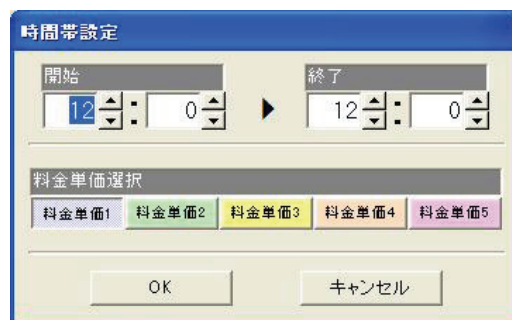 時間帯設定
開始 終了
12 : 0 ▶ 12 : 0
料金単価選択
料金単価1 料金単価2 料金単価3 料金単価4 料金単価5
OK キャンセル